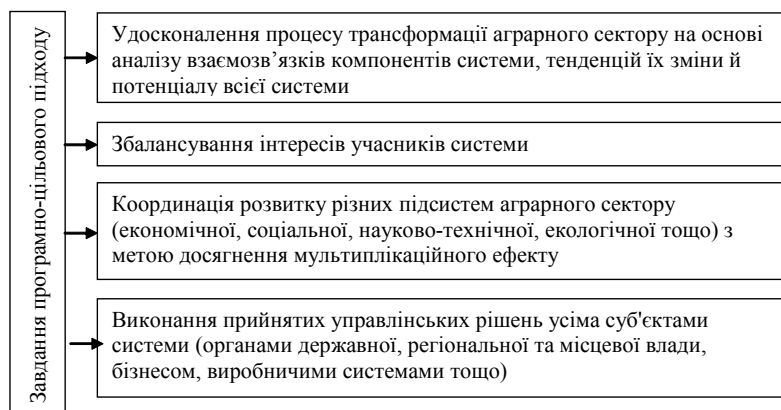 Завдання програмно-цільового підходу
Удосконалення процесу трансформації аграрного сектору на основі
аналізу взаємозв’язків компонентів системи, тенденцій їх зміни й
потенціалу всієї системи
Збалансування інтересів учасників системи
Координація розвитку різних підсистем аграрного сектору
(економічної, соціальної, науково-технічної, екологічної тощо) з
метою досягнення мультиплікаційного ефекту
Виконання прийнятих управлінських рішень усіма суб'єктами
системи (органами державної, регіональної та місцевої влади,
бізнесом, виробничими системами тощо)